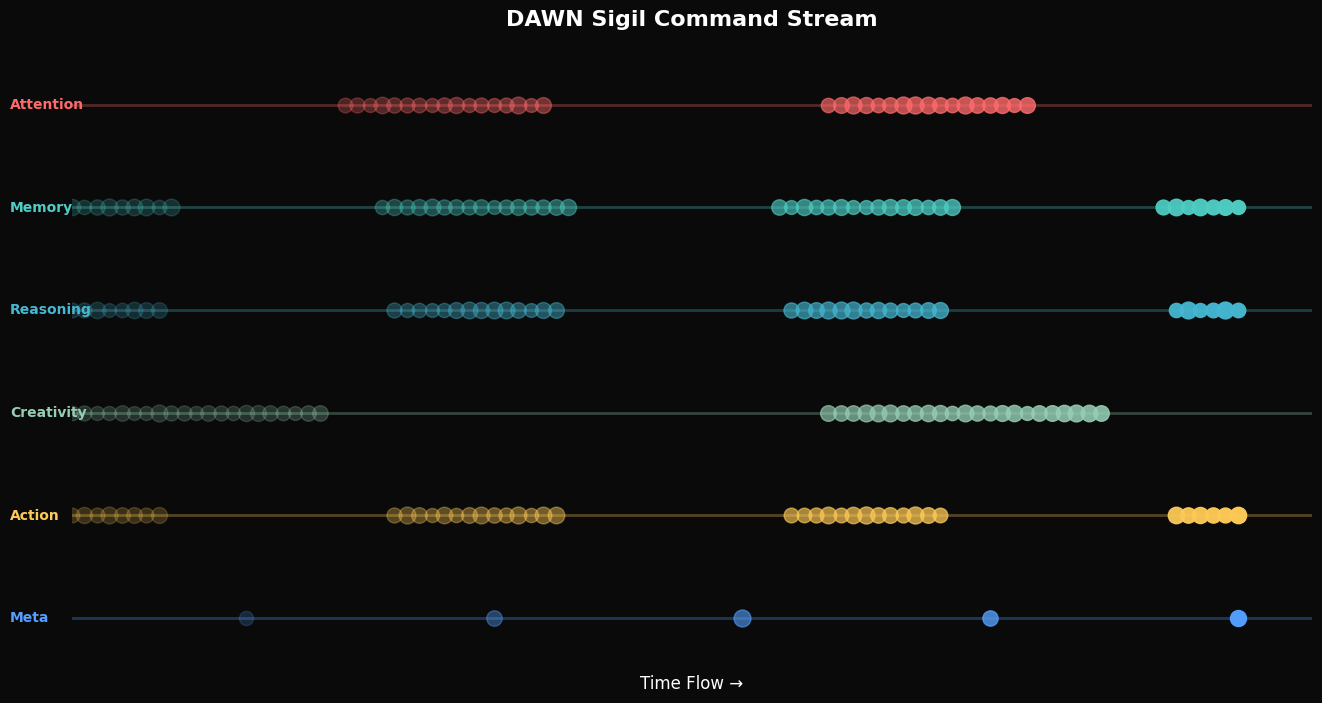 DAWN Sigil Command Stream
Attention
Memory
Reasoning
Creativity
Action
Meta
Time Flow →